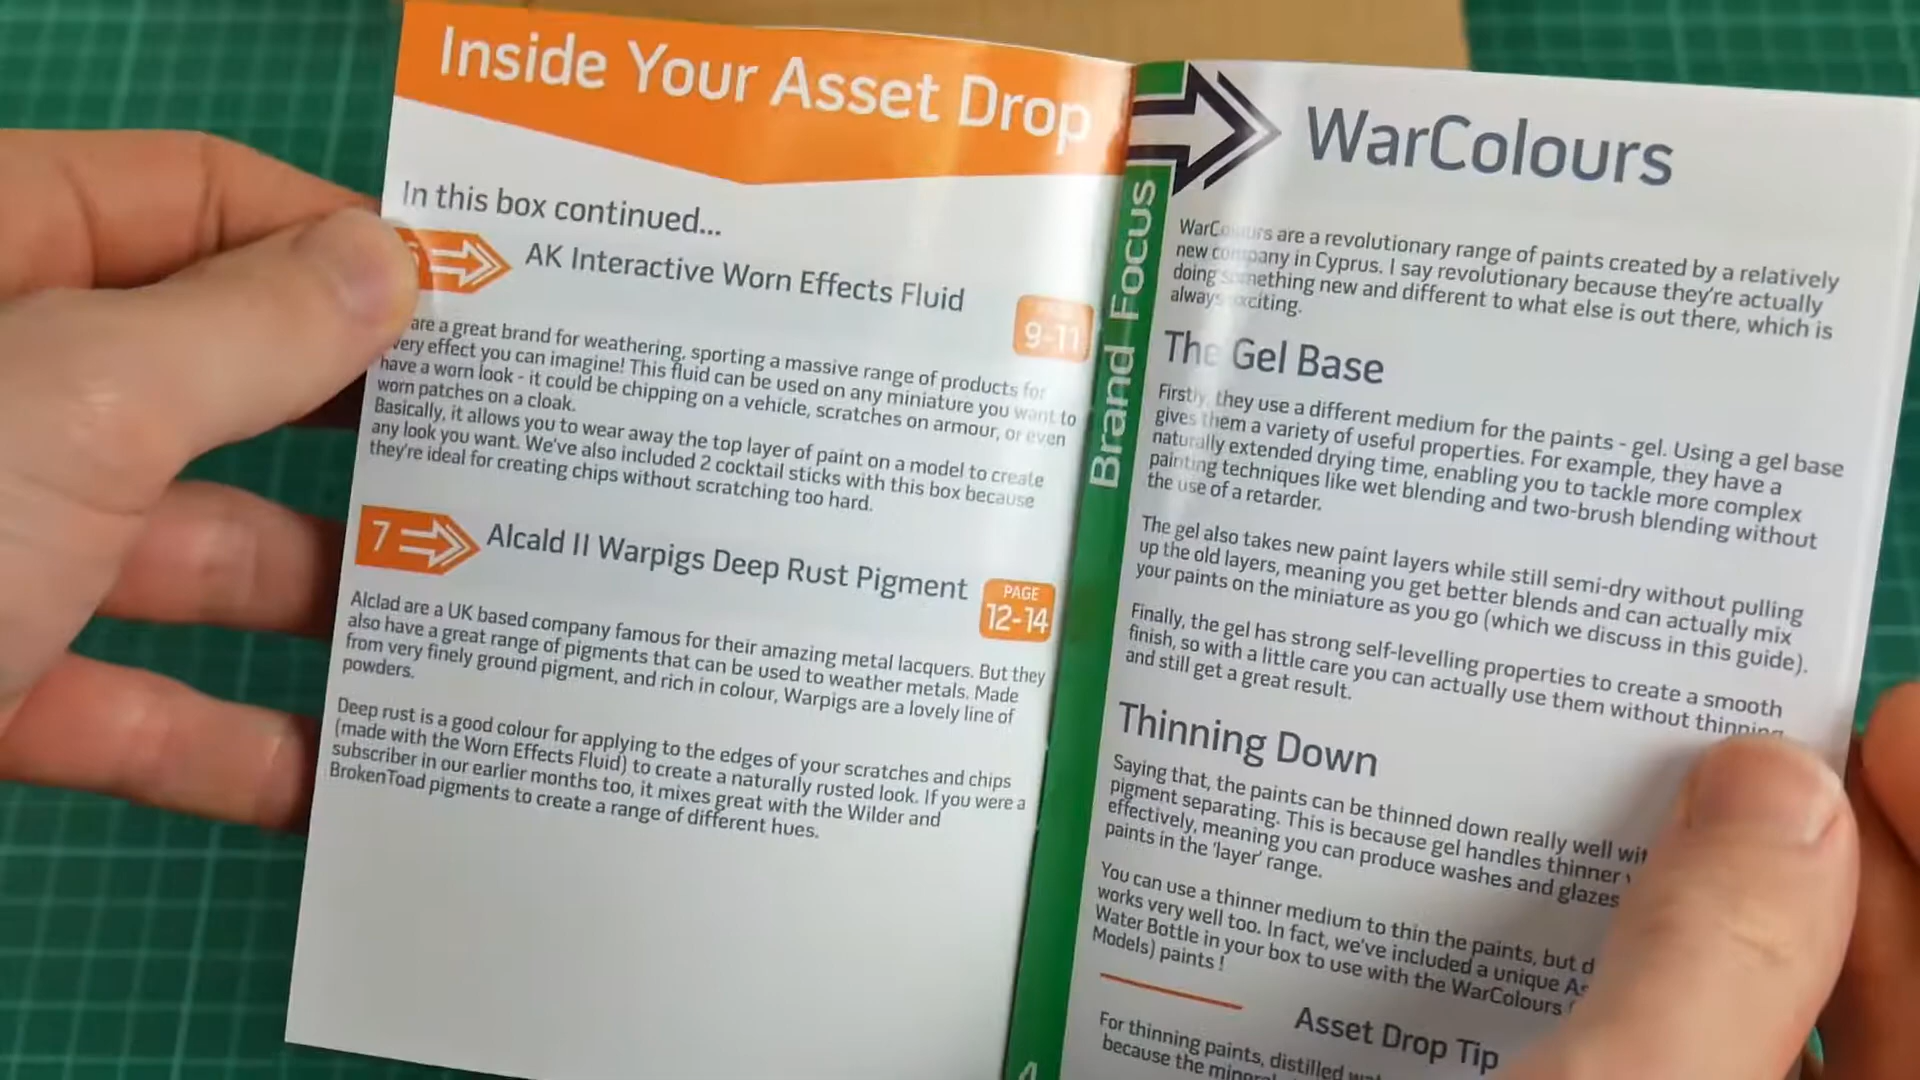 Inside Your Asset Drop
In this box continued...
AK Interactive Worn Effects Fluid
9-11
are a great brand for weathering, sporting a massive range of products for
very effect you can imagine! This fluid can be used on any miniature you want to
have a worn look - it could be chipping on a vehicle, scratches on armour, or even
worn patches on a cloak.
Basically, it allows you to wear away the top layer of paint on a model to create
any look you want. We've also included 2 cocktail sticks with this box because
they're ideal for creating chips without scratching too hard.
7
Alcald II Warpigs Deep Rust Pigment
PAGE
12-14
Alclad are a UK based company famous for their amazing metal lacquers. But they
also have a great range of pigments that can be used to weather metals. Made
from very finely ground pigment, and rich in colour, Warpigs are a lovely line of
powders.
Deep rust is a good colour for applying to the edges of your scratches and chips
(made with the Worn Effects Fluid) to create a naturally rusted look. If you were a
subscriber in our earlier months too, it mixes great with the Wilder and
BrokenToad pigments to create a range of different hues.
Brand Focus
4
WarColours
WarColours are a revolutionary range of paints created by a relatively
new company in Cyprus. I say revolutionary because they're actually
doing something new and different to what else is out there, which is
always exciting.
The Gel Base
Firstly, they use a different medium for the paints - gel. Using a gel base
gives them a variety of useful properties. For example, they have a
naturally extended drying time, enabling you to tackle more complex
painting techniques like wet blending and two-brush blending without
the use of a retarder.
The gel also takes new paint layers while still semi-dry without pulling
up the old layers, meaning you get better blends and can actually mix
your paints on the miniature as you go (which we discuss in this guide).
Finally, the gel has strong self-levelling properties to create a smooth
finish, so with a little care you can actually use them without thinning
and still get a great result.
Thinning Down
Saying that, the paints can be thinned down really well
pigment separating. This is because gel handles thinner
effectively, meaning you can produce washes and glazes
paints in the 'layer' range.
You can use a thinner medium to thin the paints, but
works very well too. In fact, we've included a unique
Water Bottle in your box to use with the WarColours
Models) paints !
Asset Drop Tip
For thinning paints, distilled
because the